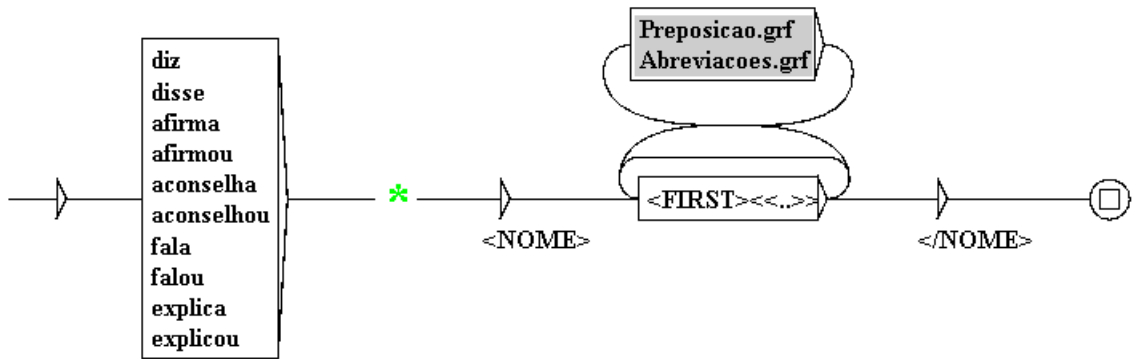 diz
disse
afirma
afirmou
aconselha
aconselhou
fala
falou
explica
explicou
*
<NOME>
Preposicao.grf
Abreviacoes.grf
<FIRST><<..>>
</NOME>